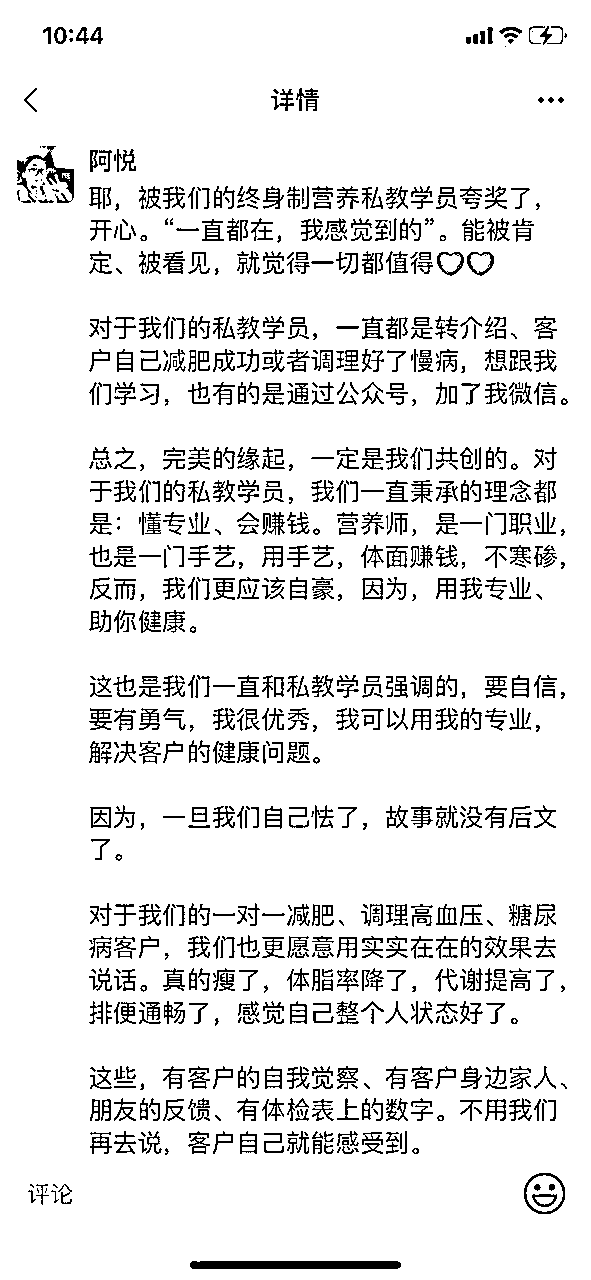 10:44
详情
阿悦
耶，被我们的终身制营养私教学员夸奖了，
开心。“一直都在，我感觉到的”。能被肯
定、被看见，就觉得一切都值得♡♡
对于我们的私教学员，一直都是转介绍、客
户自己减肥成功或者调理好了慢病，想跟我
们学习，也有的是通过公众号，加了我微信。
总之，完美的缘起，一定是我们共创的。对
于我们的私教学员，我们一直秉承的理念都
是：懂专业、会赚钱。营养师，是一门职业，
也是一门手艺，用手艺，体面赚钱，不寒碜，
反而，我们更应该自豪，因为，用我专业、
助你健康。
这也是我们一直和私教学员强调的，要自信，
要有勇气，我很优秀，我可以用我的专业，
解决客户的健康问题。
因为，一旦我们自己怯了，故事就没有后文
了。
对于我们的一对一减肥、调理高血压、糖尿
病客户，我们也更愿意用实实在在的效果去
说话。真的瘦了，体脂率降了，代谢提高了，
排便通畅了，感觉自己整个人状态好了。
这些，有客户的自我觉察、有客户身边家人、
朋友的反馈、有体检表上的数字。不用我们
再去说，客户自己就能感受到。
评论